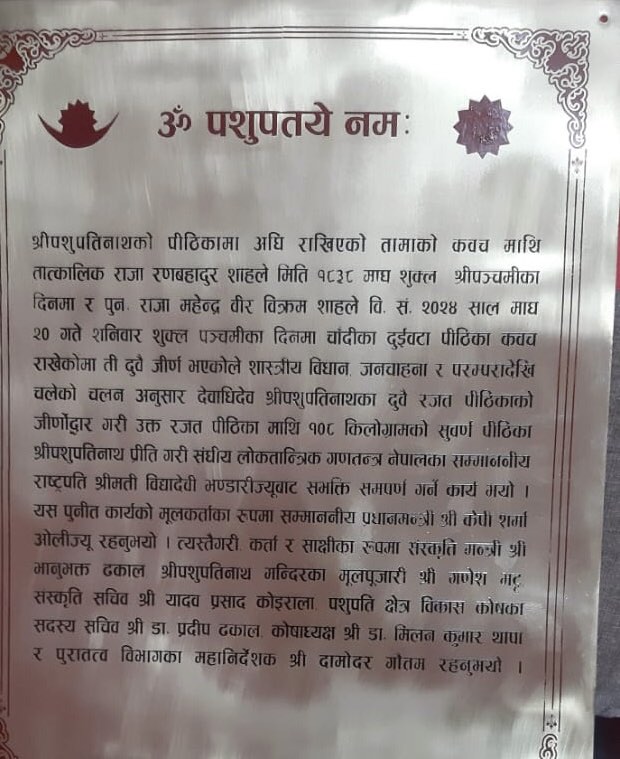 ॐ पशुपतये नमः
श्रीपशुपतिनाथको पीठिकामा अघि राखिएको तामाको कवच माथि
तात्कालिक राजा रणबहादुर शाहले मिति १८३८ माघ शुक्ल श्रीपञ्चमीका
दिनमा र पुन. राजा महेन्द्र वीर विक्रम शाहले वि. सं. २०२४ साल माघ
२० गते शनिवार शुक्ल पञ्चमीका दिनमा चाँदीका दुईवटा पीठिका कवच
राखेकोमा ती दुवै जीर्ण भएकोले शास्त्रीय विधान, जनचाहना र परम्परादेखि
चलेको चलन अनुसार देवाधिदेव श्रीपशुपतिनाथका दुवै रजत पीठिकाको
जीर्णोद्वार गरी उक्त रजत पीठिका माथि १०८ किलोग्रामको सुवर्ण पीठिका
श्रीपशुपतिनाथ प्रीति गरी संघीय लोकतान्त्रिक गणतन्त्र नेपालका सम्माननीय
राष्ट्रपति श्रीमती विद्यादेवी भण्डारीज्यूवाट सभक्ति समपर्ण गर्ने कार्य भयो ।
यस पुनीत कार्यको मूलकर्ताका रुपमा सम्माननीय प्रधानमन्त्री श्री केपी शर्मा
ओलीज्यू रहनुभयो । त्यस्तैगरी, कर्ता र साक्षीका रुपमा संस्कृति मन्त्री श्री
भानुभक्त ढकाल श्रीपशुपतिनाथ मन्दिरका मूलपूजारी श्री गणेश भट्ट,
संस्कृति सचिव श्री यादव प्रसाद कोइराला, पशुपति क्षेत्र विकास कोषका
सदस्य सचिव श्री डा. प्रदीप ढकाल, कोषाध्यक्ष श्री डा. मिलन कुमार थापा
र पुरातत्व विभागका महानिर्देशक श्री दामोदर गौतम रहनुभयो ।